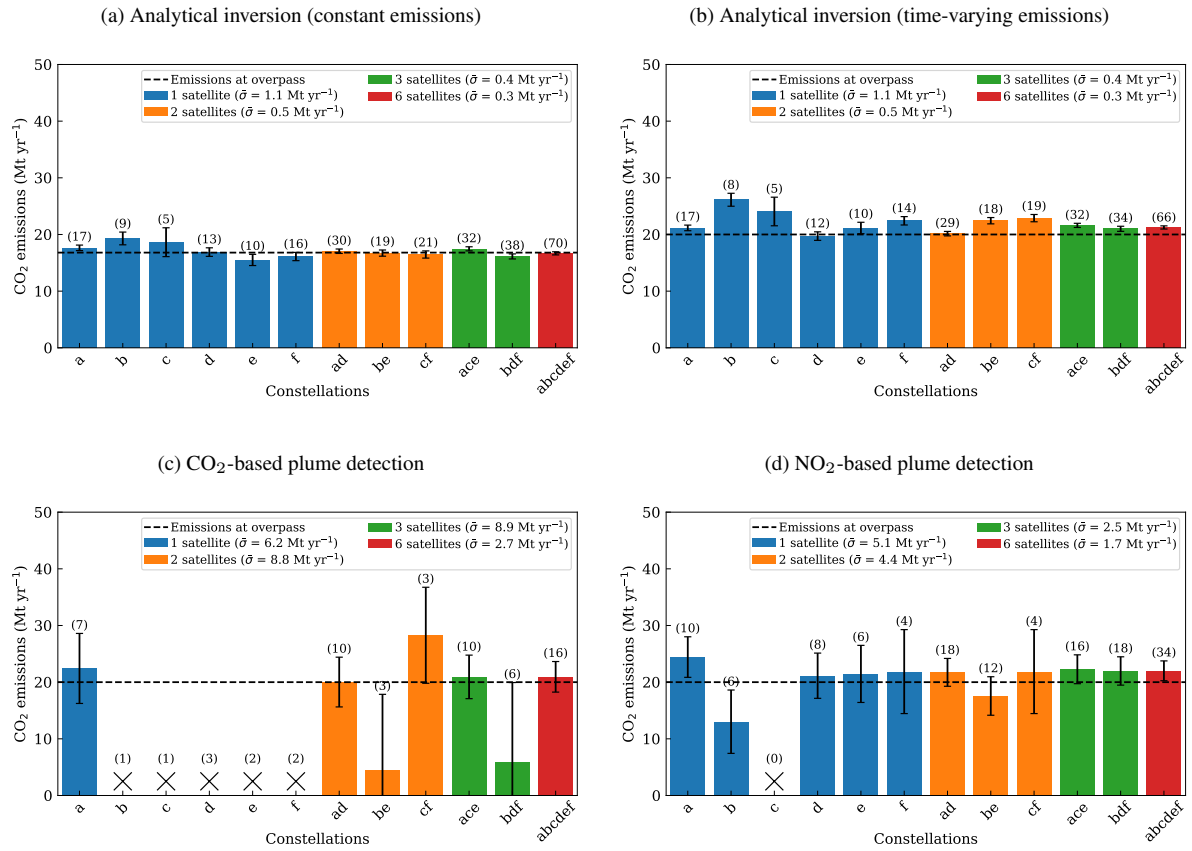 (a) Analytical inversion (constant emissions)
50
40
30
20
10
0
CO₂ emissions (Mt yr⁻¹)
Emissions at overpass
1 satellite (σ̄ = 1.1 Mt yr⁻¹)
2 satellites (σ̄ = 0.5 Mt yr⁻¹)
3 satellites (σ̄ = 0.4 Mt yr⁻¹)
6 satellites (σ̄ = 0.3 Mt yr⁻¹)
(17) (9) (5) (13) (10) (16) (30) (19) (21) (32) (38) (70)
a b c d e f ad be cf ace bdf abcdef
Constellations
(b) Analytical inversion (time-varying emissions)
50
40
30
20
10
0
CO₂ emissions (Mt yr⁻¹)
Emissions at overpass
1 satellite (σ̄ = 1.1 Mt yr⁻¹)
2 satellites (σ̄ = 0.5 Mt yr⁻¹)
3 satellites (σ̄ = 0.4 Mt yr⁻¹)
6 satellites (σ̄ = 0.3 Mt yr⁻¹)
(17) (8) (5) (12) (10) (14) (29) (18) (19) (32) (34) (66)
a b c d e f ad be cf ace bdf abcdef
Constellations
(c) CO₂-based plume detection
50
40
30
20
10
0
CO₂ emissions (Mt yr⁻¹)
Emissions at overpass
1 satellite (σ̄ = 6.2 Mt yr⁻¹)
2 satellites (σ̄ = 8.8 Mt yr⁻¹)
3 satellites (σ̄ = 8.9 Mt yr⁻¹)
6 satellites (σ̄ = 2.7 Mt yr⁻¹)
(7) (1) (1) (3) (2) (2) (10) (3) (3) (10) (6) (16)
a b c d e f ad be cf ace bdf abcdef
Constellations
(d) NO₂-based plume detection
50
40
30
20
10
0
CO₂ emissions (Mt yr⁻¹)
Emissions at overpass
1 satellite (σ̄ = 5.1 Mt yr⁻¹)
2 satellites (σ̄ = 4.4 Mt yr⁻¹)
3 satellites (σ̄ = 2.5 Mt yr⁻¹)
6 satellites (σ̄ = 1.7 Mt yr⁻¹)
(10) (6) (0) (8) (6) (4) (18) (12) (4) (16) (18) (34)
a b c d e f ad be cf ace bdf abcdef
Constellations